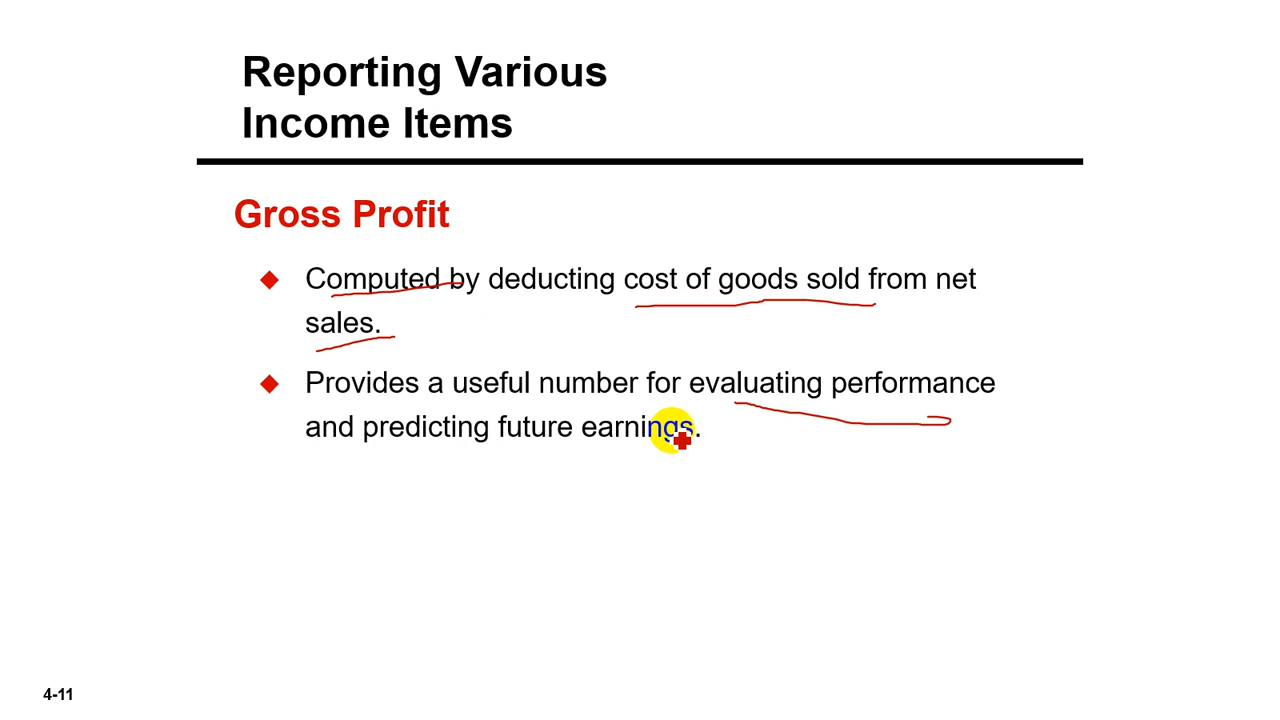 Reporting Various
Income Items
Gross Profit
Computed by deducting cost of goods sold from net
sales.
Provides a useful number for evaluating performance
and predicting future earnings.
4-11